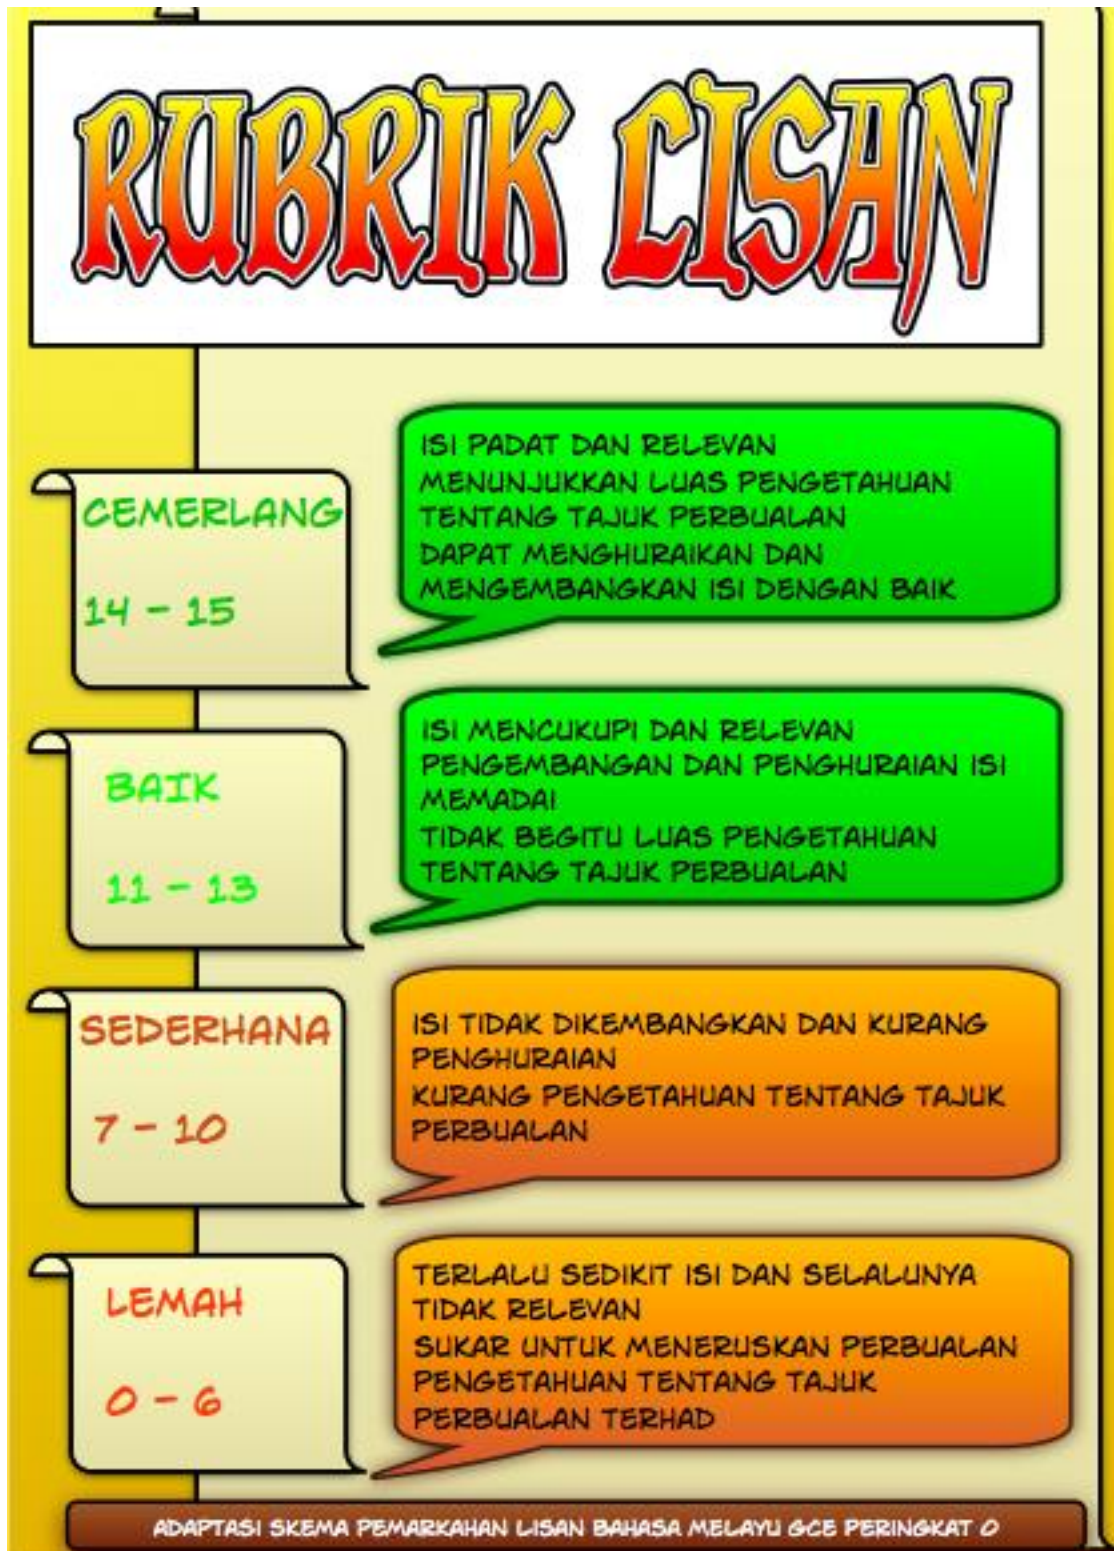 RUBRIK LISAN
CEMERLANG
14 - 15
ISI PADAT DAN RELEVAN
MENUNJUKKAN LUAS PENGETAHUAN
TENTANG TAJUK PERBUALAN
DAPAT MENGHURAIKAN DAN
MENGEMBANGKAN ISI DENGAN BAIK
BAIK
11 - 13
ISI MENCUKUPI DAN RELEVAN
PENGEMBANGAN DAN PENGHURAIAN ISI
MEMADAI
TIDAK BEGITU LUAS PENGETAHUAN
TENTANG TAJUK PERBUALAN
SEDERHANA
7 - 10
ISI TIDAK DIKEMBANGKAN DAN KURANG
PENGHURAIAN
KURANG PENGETAHUAN TENTANG TAJUK
PERBUALAN
LEMAH
0 - 6
TERLALU SEDIKIT ISI DAN SELALUNYA
TIDAK RELEVAN
SUKAR UNTUK MENERUSKAN PERBUALAN
PENGETAHUAN TENTANG TAJUK
PERBUALAN TERHAD
ADAPTASI SKEMA PEMARKAHAN LISAN BAHASA MELAYU GCE PERINGKAT O